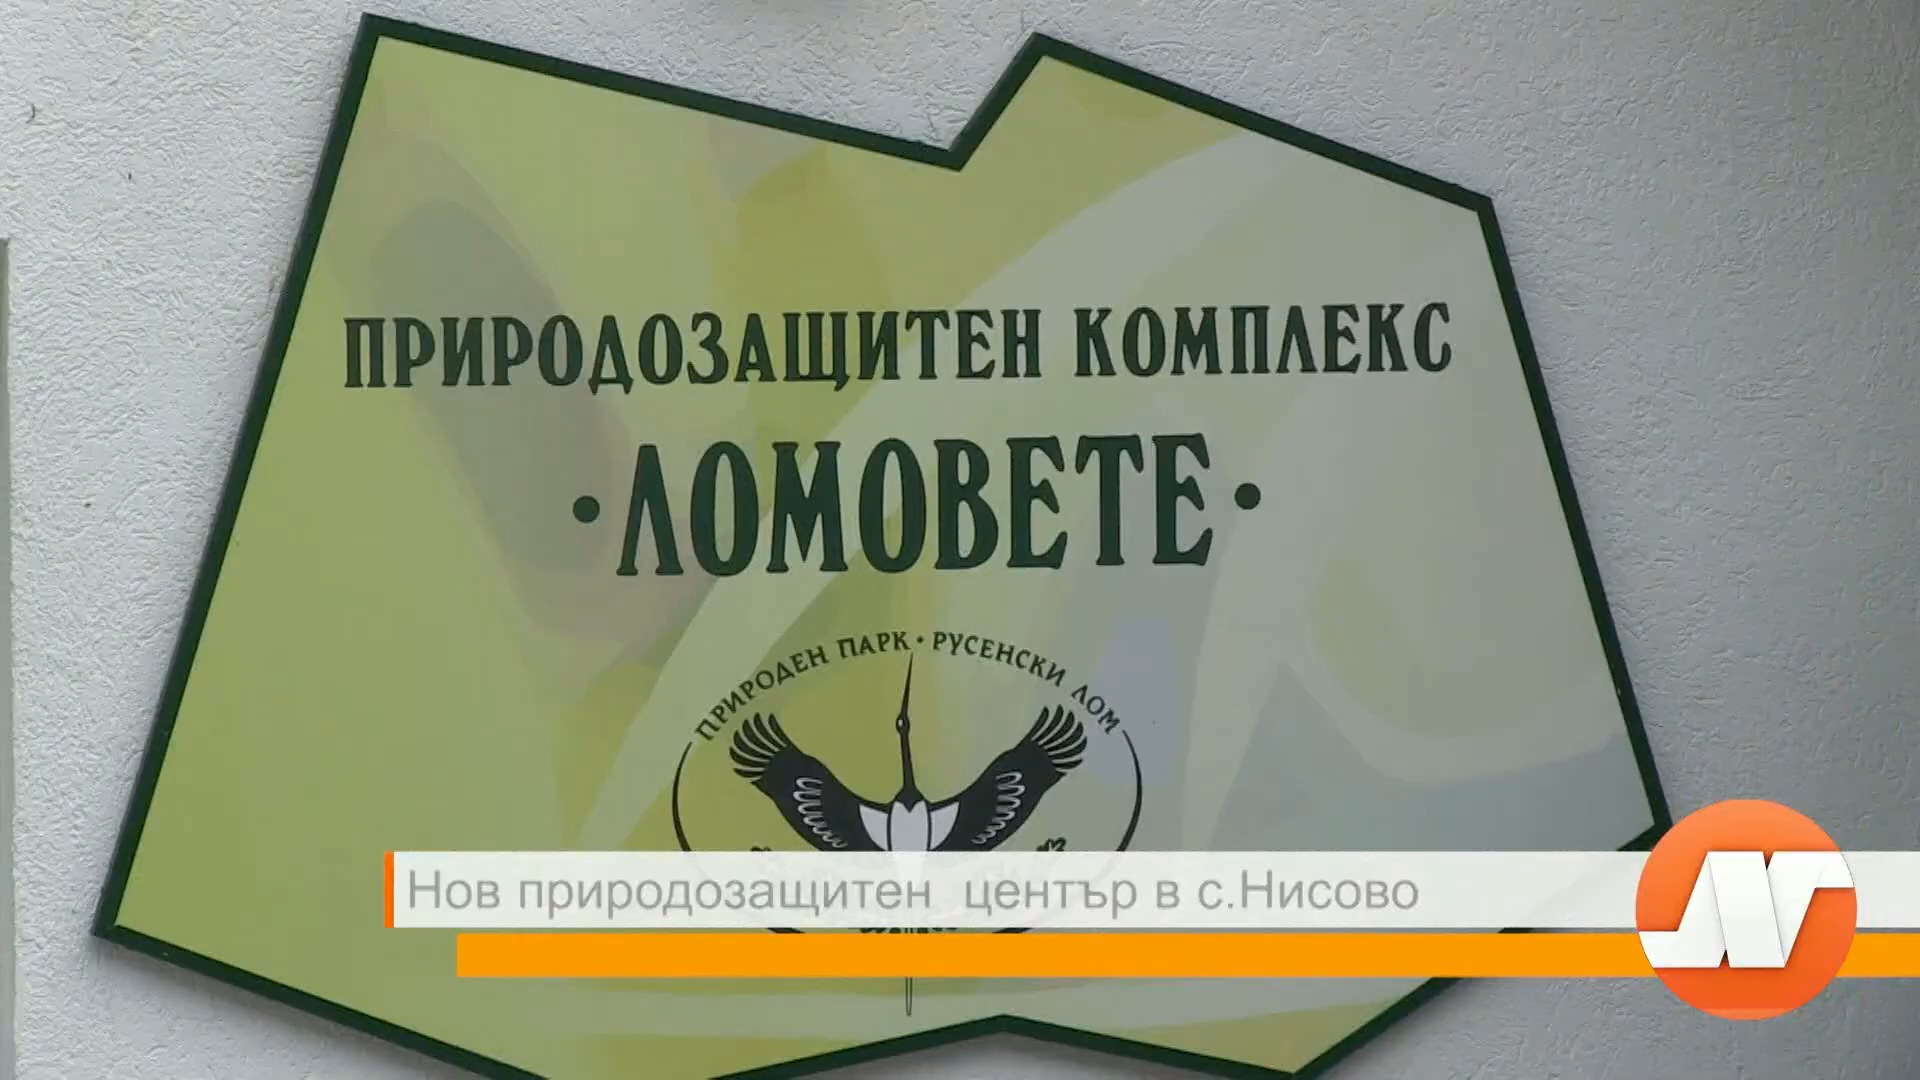 ПРИРОДОЗАЩИТЕН КОМПЛЕКС
·ЛОМОВЕТЕ·
ПРИРОДЕН ПАРК · РУСЕНСКИ ЛОМ
Нов природозащитен център в с.Нисово